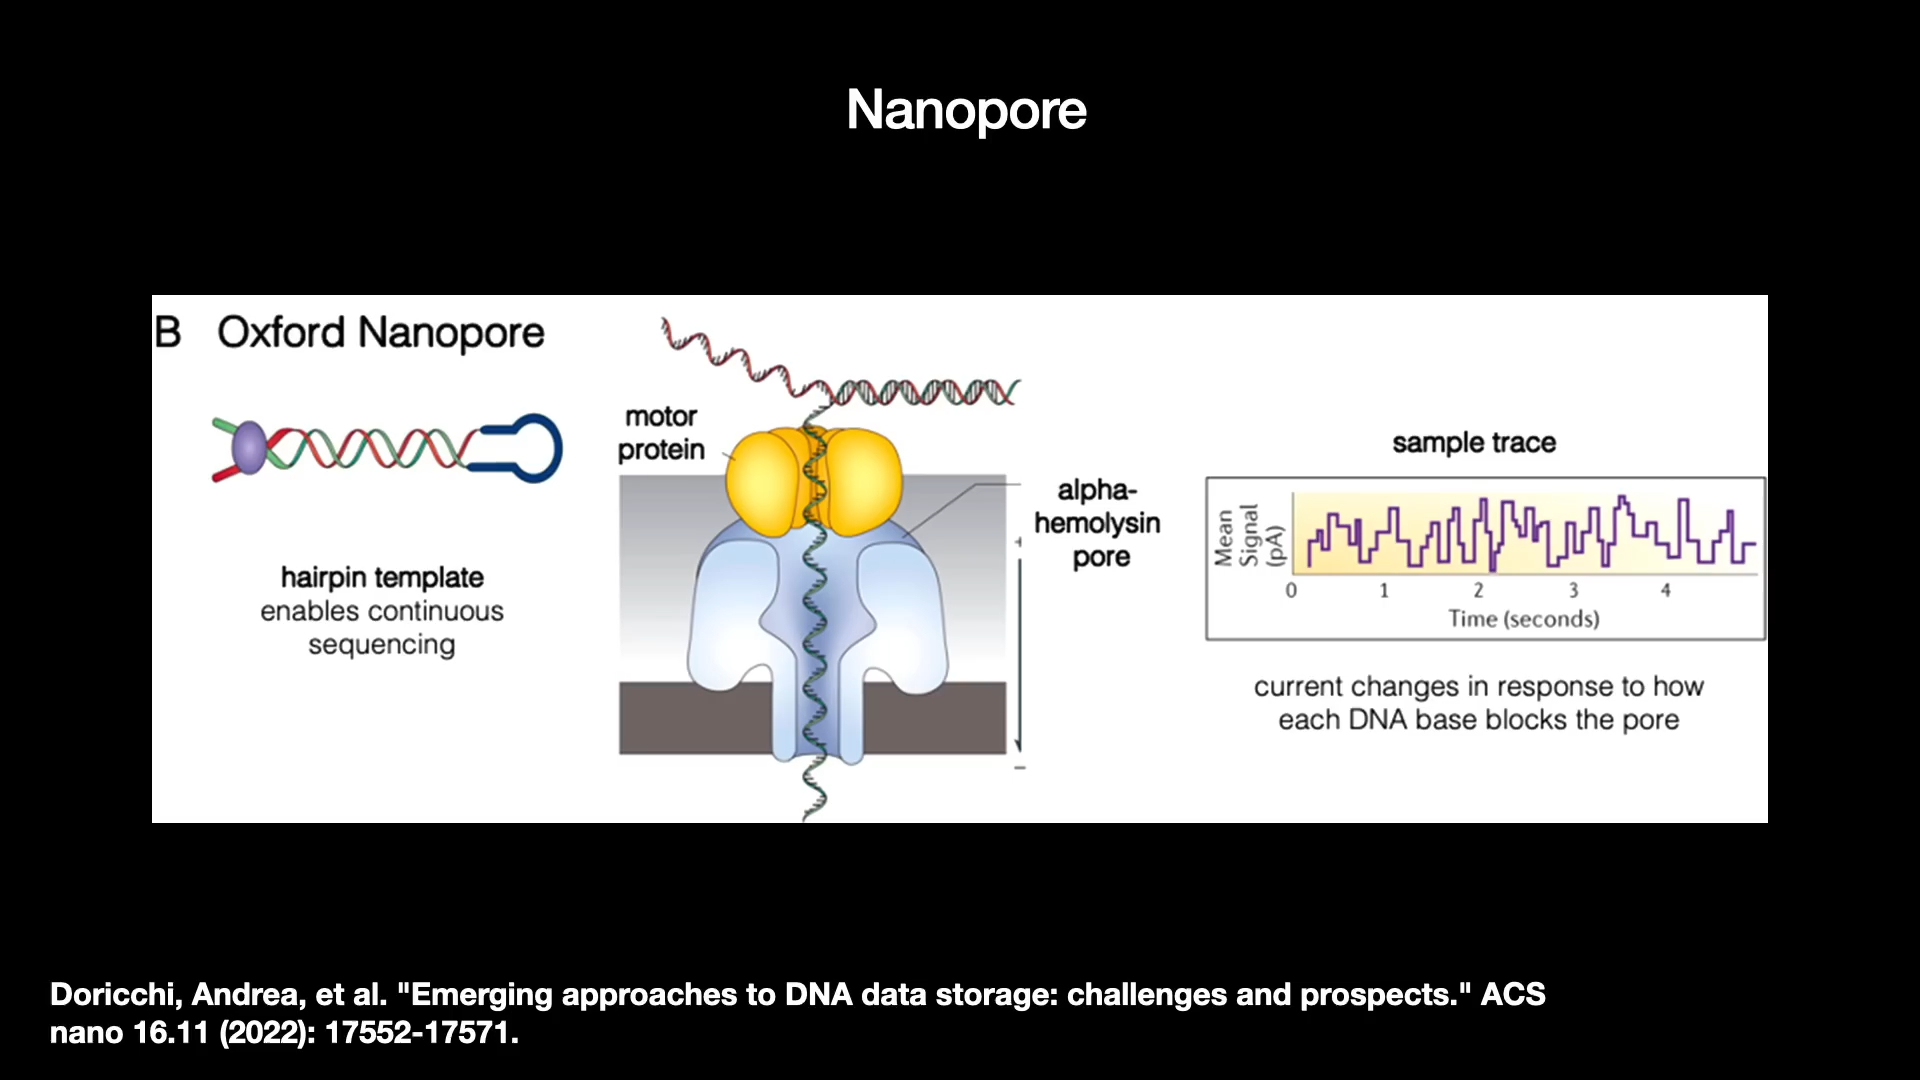 Nanopore
B Oxford Nanopore
hairpin template
enables continuous
sequencing
motor
protein
alpha-
hemolysin
pore
+
−
sample trace
Mean
Signal
(pA)
0 1 2 3 4
Time (seconds)
current changes in response to how
each DNA base blocks the pore
Doricchi, Andrea, et al. "Emerging approaches to DNA data storage: challenges and prospects." ACS
nano 16.11 (2022): 17552-17571.